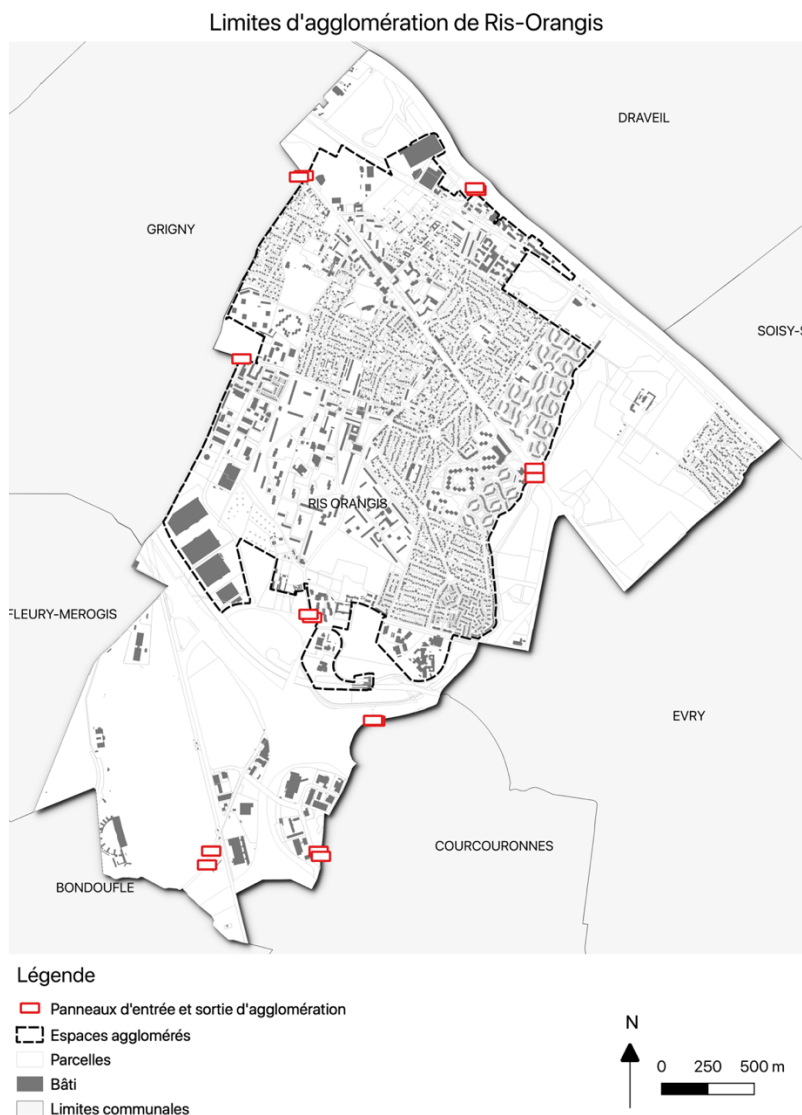 Limites d'agglomération de Ris-Orangis
DRAVEIL
GRIGNY
SOISY-S
RIS ORANGIS
FLEURY-MEROGIS
EVRY
COURCOURONNES
BONDOUFLE
Légende
Panneaux d'entrée et sortie d'agglomération
Espaces agglomérés
Parcelles
Bâti
Limites communales
N
0 250 500 m